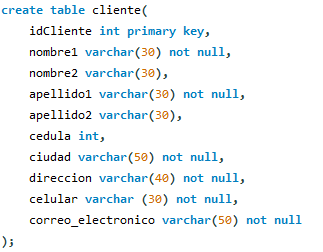 create table cliente(
    idCliente int primary key,
    nombre1 varchar(30) not null,
    nombre2 varchar(30),
    apellido1 varchar(30) not null,
    apellido2 varchar(30),
    cedula int,
    ciudad varchar(50) not null,
    direccion varchar(40) not null,
    celular varchar (30) not null,
    correo_electronico varchar(50) not null
);